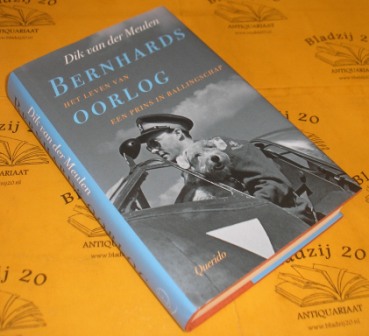 Dik van der Meulen
BERNHARDS
HET LEVEN VAN
OORLOG
EEN PRINS IN BALLINGSCHAP
Querido
Dik van der Meulen
Bladzij 20
ANTIQUARIAAT
Bladzij 20
ANTIQUARIAAT
Bladzij 20
ANTIQUARIAAT
Bladzij 20
ANTIQUARIAAT